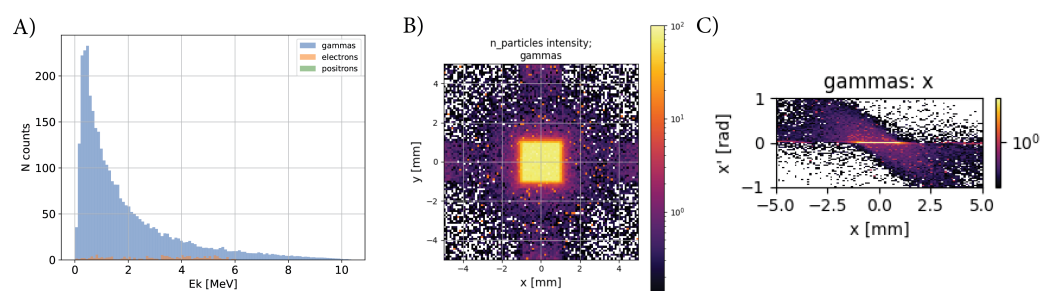 A)
gammas
electrons
positrons
200
150
100
50
0
N counts
0 2 4 6 8 10
Ek [MeV]
B)
n_particles intensity;
gammas
4
2
0
−2
−4
y [mm]
−4 −2 0 2 4
x [mm]
10²
10¹
10⁰
C)
gammas: x
1
0
−1
x' [rad]
−5.0 −2.5 0.0 2.5 5.0
x [mm]
10⁰